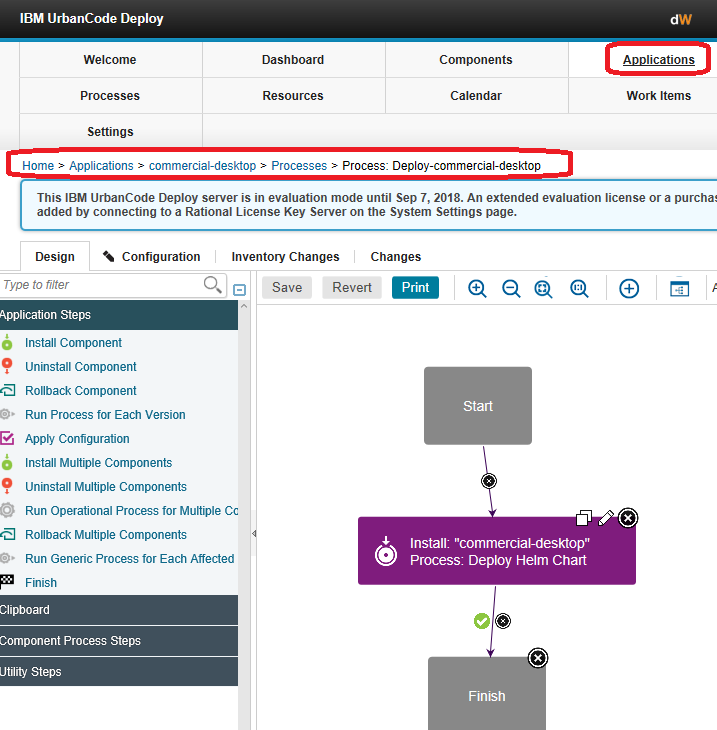 IBM UrbanCode Deploy
dW
Welcome
Dashboard
Components
Applications
Processes
Resources
Calendar
Work Items
Settings
Home > Applications > commercial-desktop > Processes > Process: Deploy-commercial-desktop
This IBM UrbanCode Deploy server is in evaluation mode until Sep 7, 2018. An extended evaluation license or a purcha
added by connecting to a Rational License Key Server on the System Settings page.
Design
Configuration
Inventory Changes
Changes
Type to filter
Save
Revert
Print
A
Application Steps
Install Component
Uninstall Component
Rollback Component
Run Process for Each Version
Apply Configuration
Install Multiple Components
Uninstall Multiple Components
Run Operational Process for Multiple Co
Rollback Multiple Components
Run Generic Process for Each Affected
Finish
Clipboard
Component Process Steps
Utility Steps
Start
Install: "commercial-desktop"
Process: Deploy Helm Chart
Finish